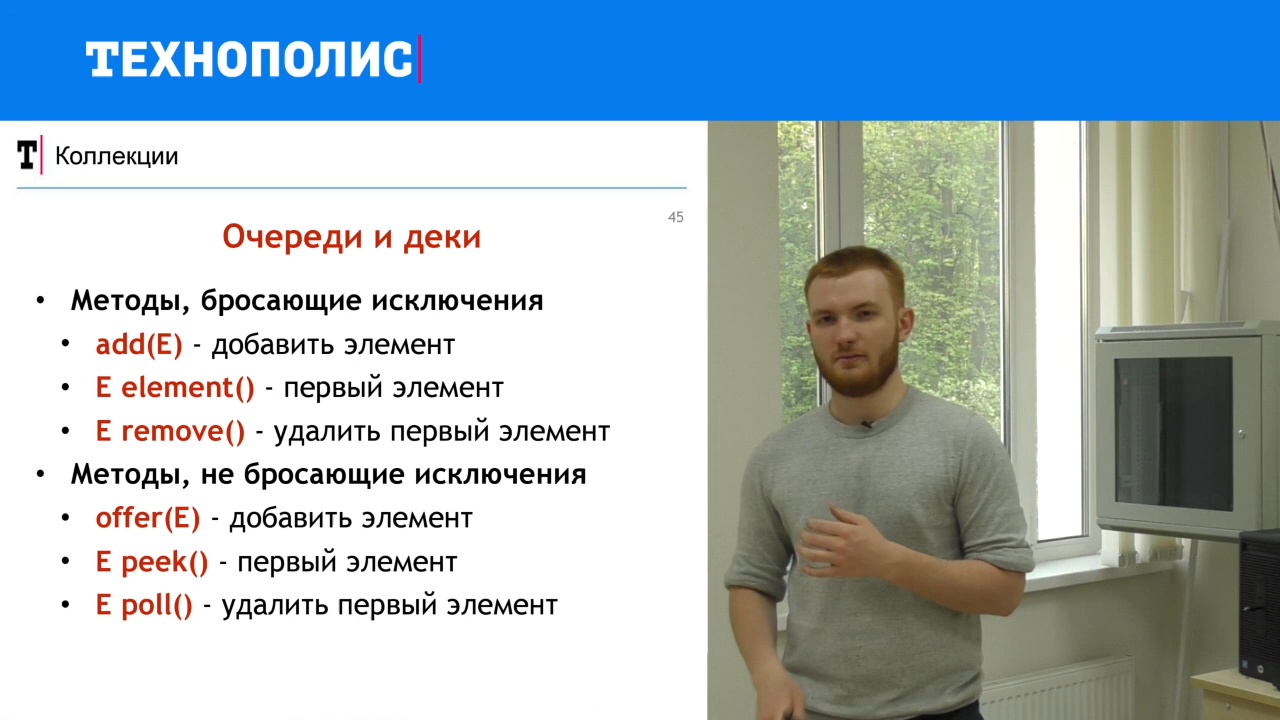 ТЕХНОПОЛИС
Т Коллекции
45
Очереди и деки
• Методы, бросающие исключения
• add(E) - добавить элемент
• E element() - первый элемент
• E remove() - удалить первый элемент
• Методы, не бросающие исключения
• offer(E) - добавить элемент
• E peek() - первый элемент
• E poll() - удалить первый элемент